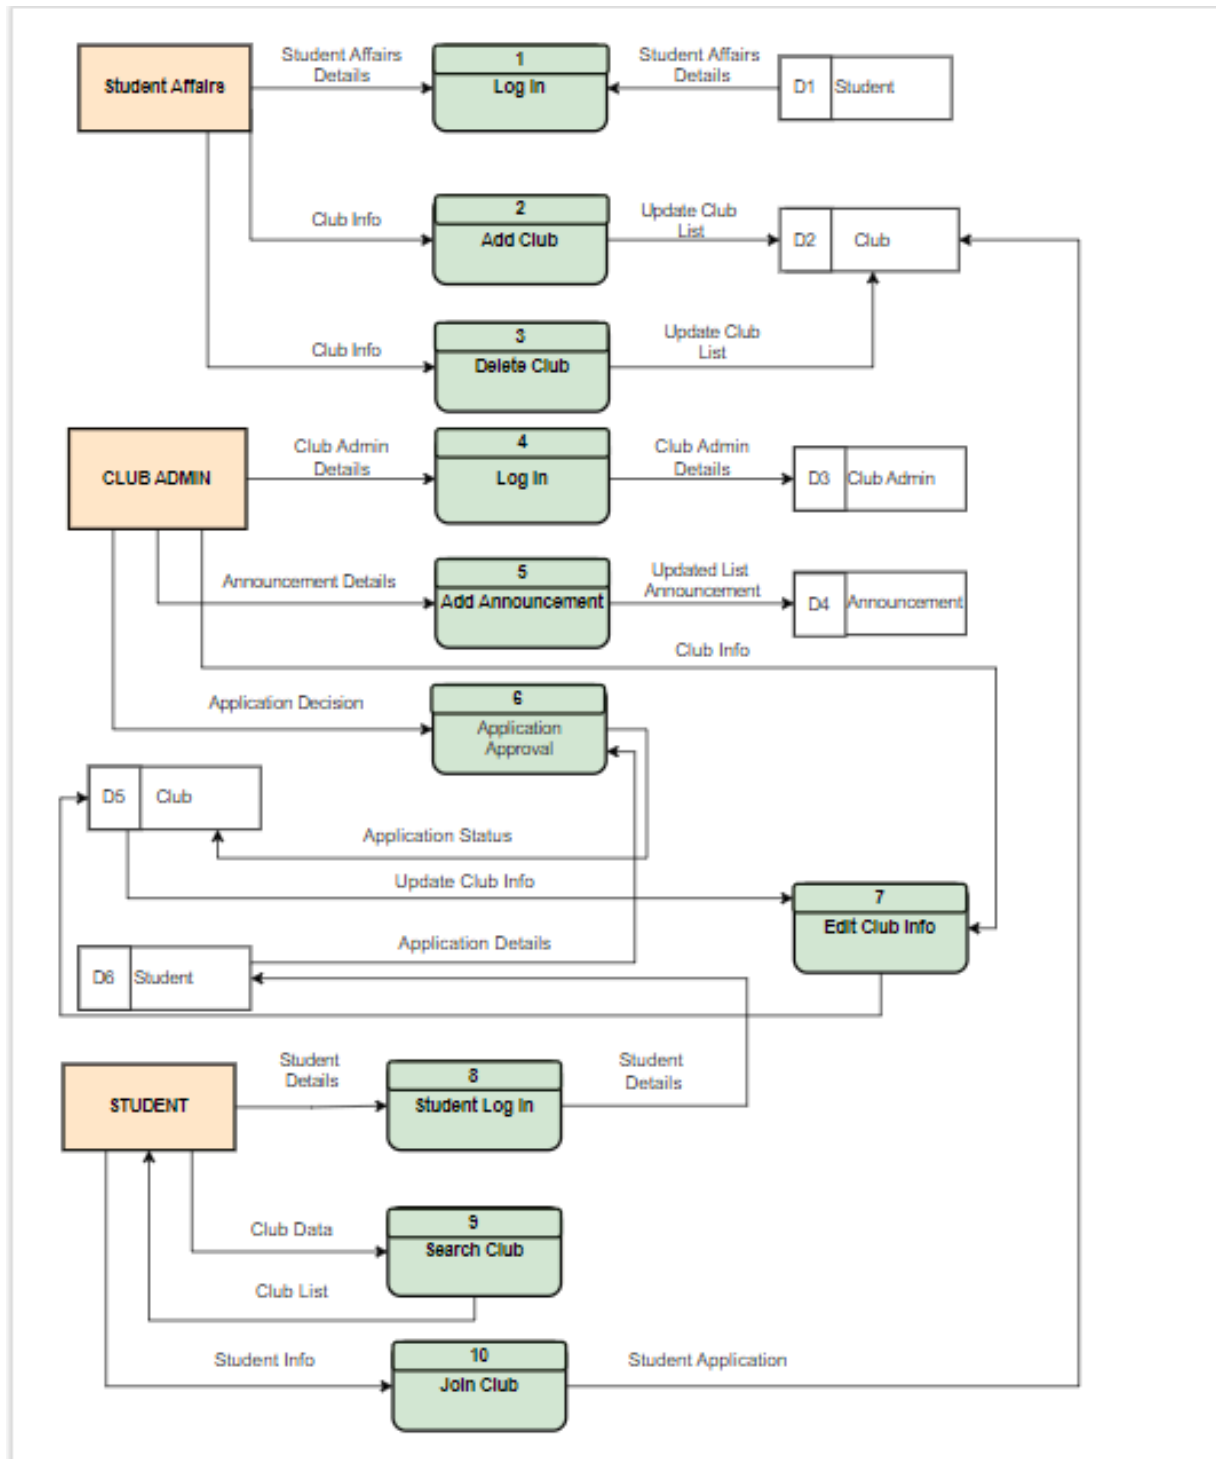 Student Affairs
Student Affairs
Details
1
Log In
Student Affairs
Details
D1
Student
Club Info
2
Add Club
Update Club
List
D2
Club
Club Info
3
Delete Club
Update Club
List
CLUB ADMIN
Club Admin
Details
4
Log In
Club Admin
Details
D3
Club Admin
Announcement Details
5
Add Announcement
Updated List
Announcement
D4
Announcement
Club Info
Application Decision
6
Application
Approval
D5
Club
Application Status
Update Club Info
7
Edit Club Info
Application Details
D6
Student
STUDENT
Student
Details
8
Student Log In
Student
Details
Club Data
9
Search Club
Club List
Student Info
10
Join Club
Student Application